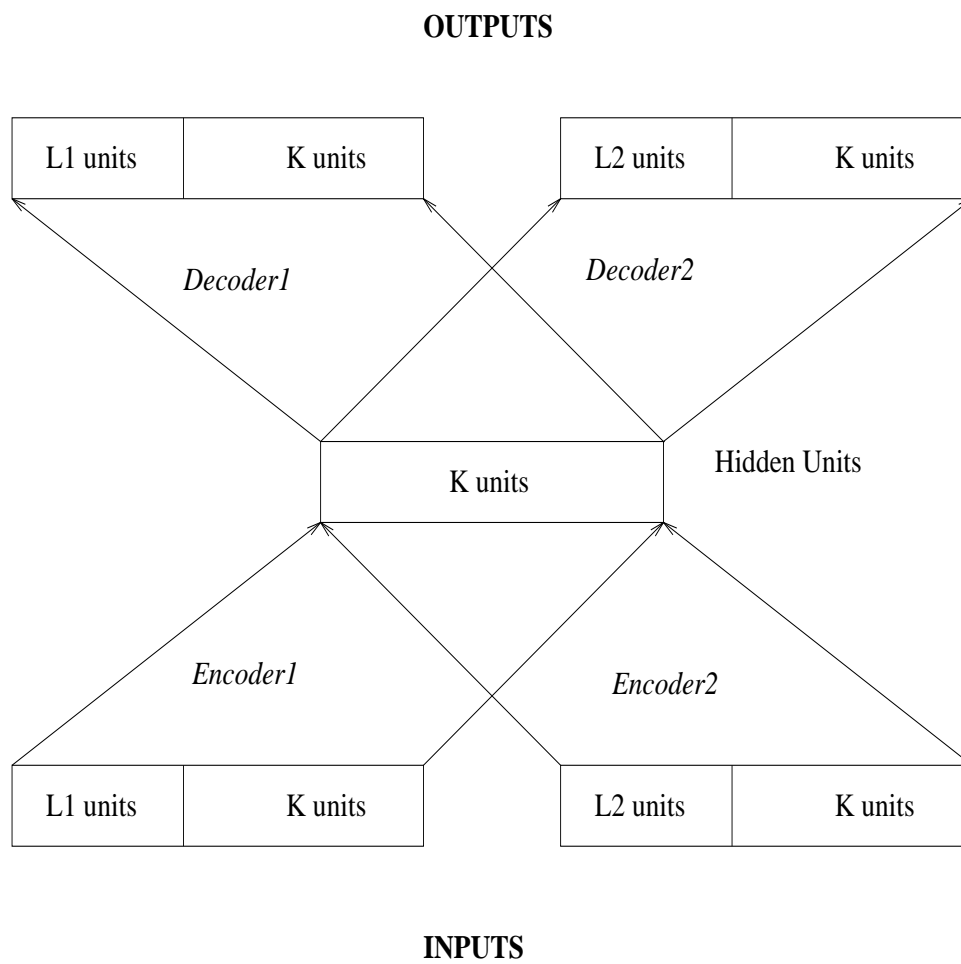 OUTPUTS
L1 units K units L2 units K units
Decoder1 Decoder2
K units Hidden Units
Encoder1 Encoder2
L1 units K units L2 units K units
INPUTS